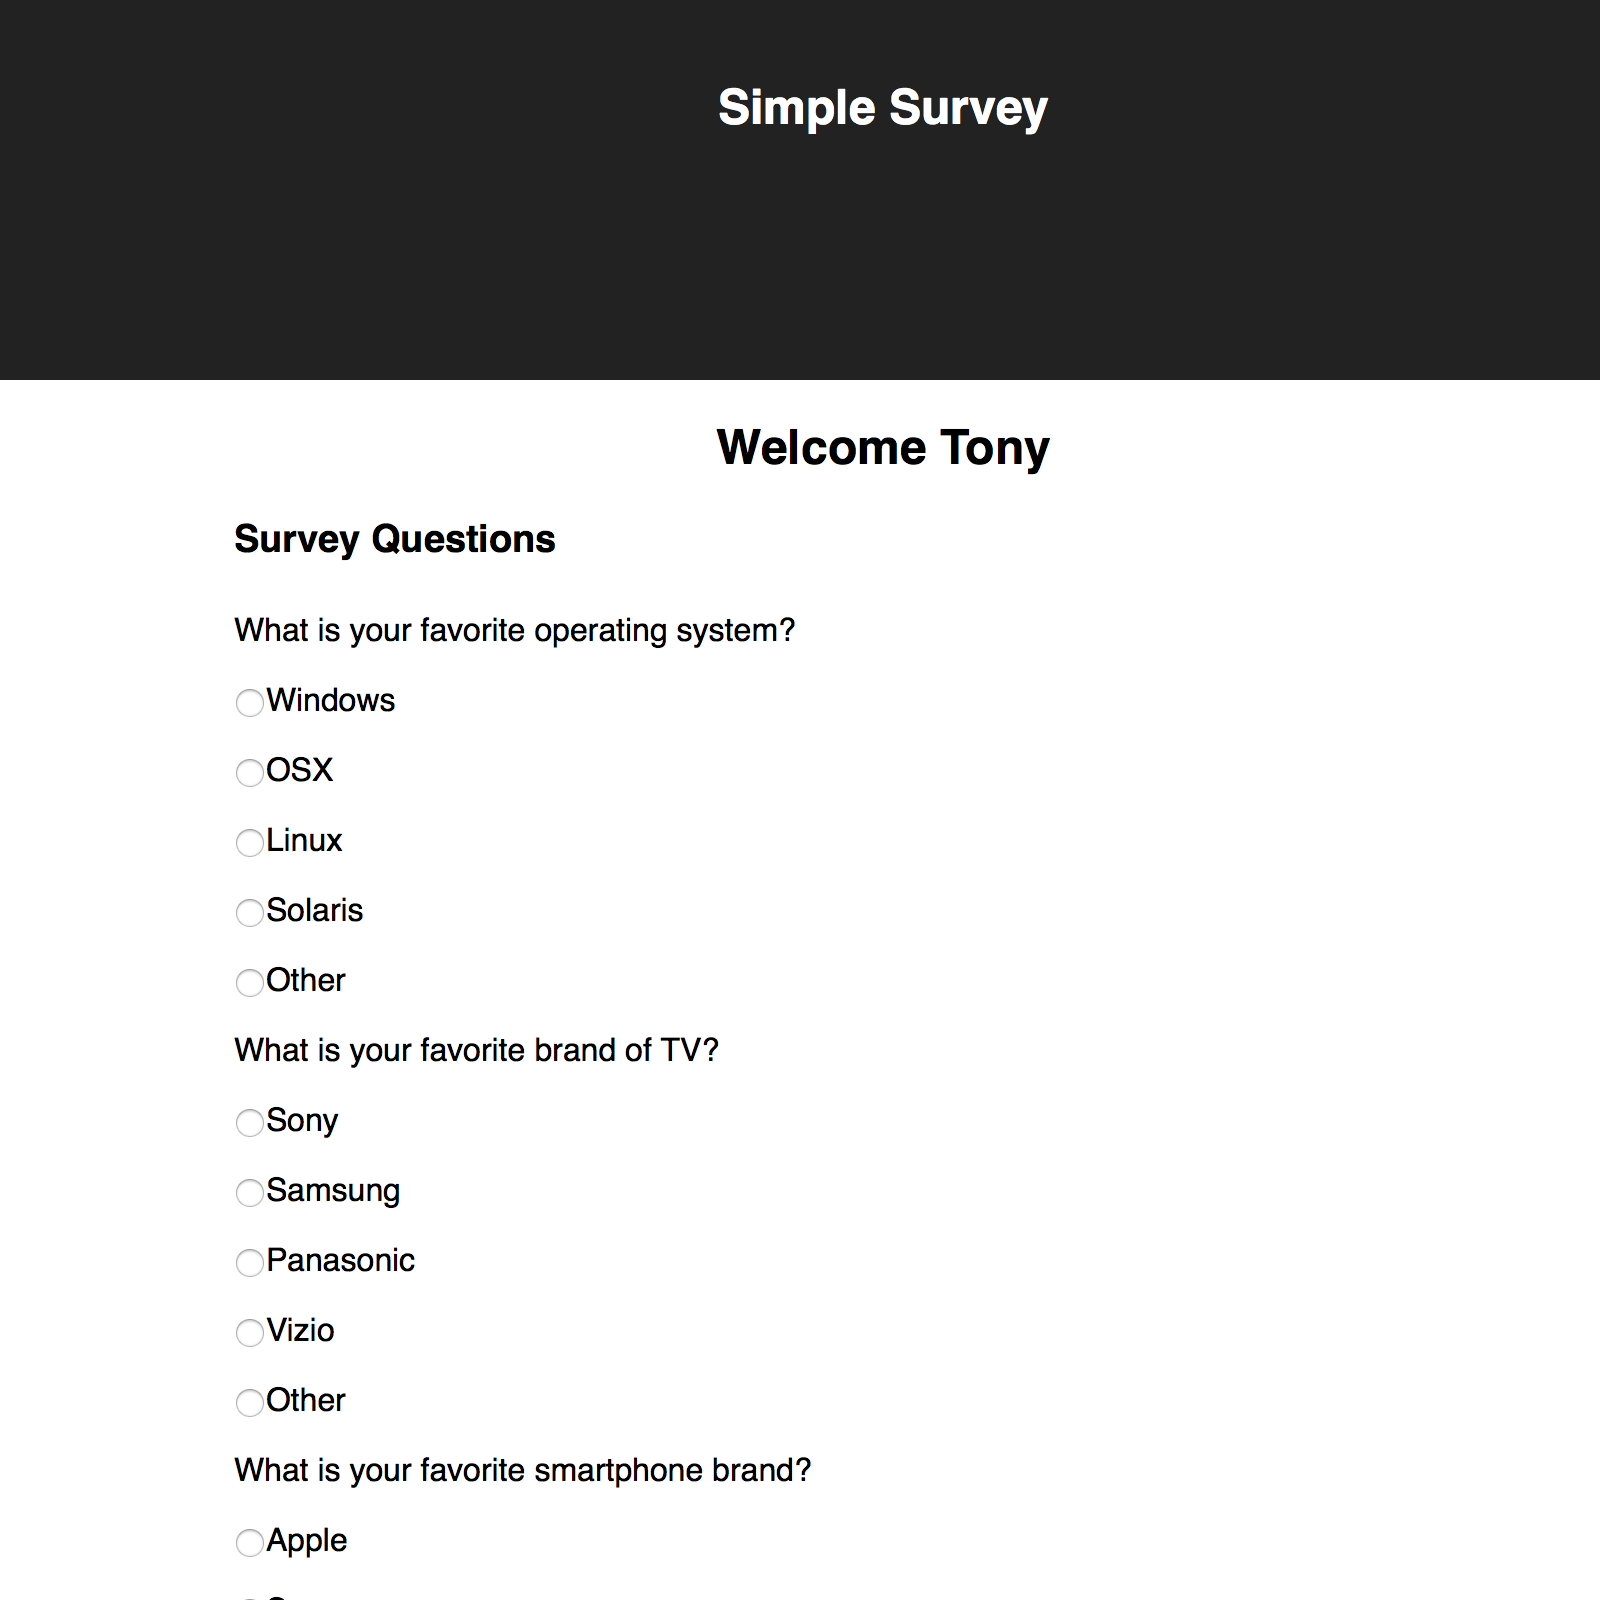 Simple Survey
Welcome Tony
Survey Questions
What is your favorite operating system?
Windows
OSX
Linux
Solaris
Other
What is your favorite brand of TV?
Sony
Samsung
Panasonic
Vizio
Other
What is your favorite smartphone brand?
Apple